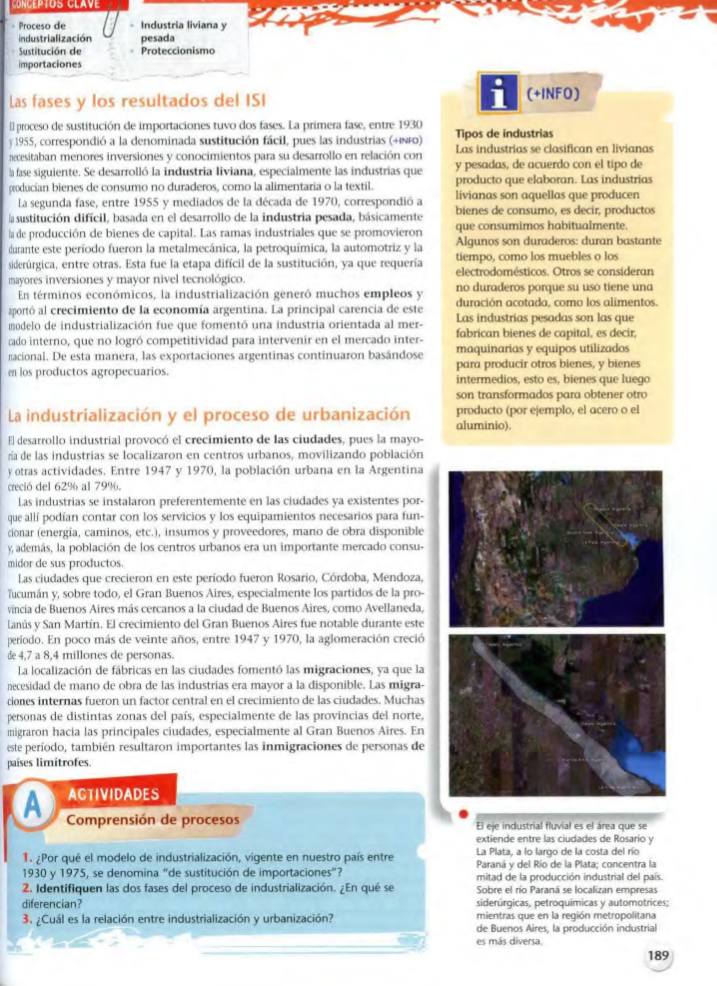 CONCEPTOS CLAVE
Proceso de
industrialización
Sustitución de
importaciones
Industria liviana y
pesada
Proteccionismo
Las fases y los resultados del ISI
El proceso de sustitución de importaciones tuvo dos fases. La primera fase, entre 1930
y 1955, correspondió a la denominada sustitución fácil, pues las industrias (+INFO)
necesitaban menores inversiones y conocimientos para su desarrollo en relación con
la fase siguiente. Se desarrolló la industria liviana, especialmente las industrias que
producían bienes de consumo no duraderos, como la alimentaria o la textil.
La segunda fase, entre 1955 y mediados de la década de 1970, correspondió a
la sustitución difícil, basada en el desarrollo de la industria pesada, básicamente
la de producción de bienes de capital. Las ramas industriales que se promovieron
durante este período fueron la metalmecánica, la petroquímica, la automotriz y la
siderúrgica, entre otras. Esta fue la etapa difícil de la sustitución, ya que requería
mayores inversiones y mayor nivel tecnológico.
En términos económicos, la industrialización generó muchos empleos y
aportó al crecimiento de la economía argentina. La principal carencia de este
modelo de industrialización fue que fomentó una industria orientada al mer-
cado interno, que no logró competitividad para intervenir en el mercado inter-
nacional. De esta manera, las exportaciones argentinas continuaron basándose
en los productos agropecuarios.
La industrialización y el proceso de urbanización
El desarrollo industrial provocó el crecimiento de las ciudades, pues la mayo-
ría de las industrias se localizaron en centros urbanos, movilizando población
y otras actividades. Entre 1947 y 1970, la población urbana en la Argentina
creció del 62% al 79%.
Las industrias se instalaron preferentemente en las ciudades ya existentes por-
que allí podían contar con los servicios y los equipamientos necesarios para fun-
cionar (energía, caminos, etc.), insumos y proveedores, mano de obra disponible
y, además, la población de los centros urbanos era un importante mercado consu-
midor de sus productos.
Las ciudades que crecieron en este período fueron Rosario, Córdoba, Mendoza,
Tucumán y, sobre todo, el Gran Buenos Aires, especialmente los partidos de la pro-
vincia de Buenos Aires más cercanos a la ciudad de Buenos Aires, como Avellaneda,
Lanús y San Martín. El crecimiento del Gran Buenos Aires fue notable durante este
período. En poco más de veinte años, entre 1947 y 1970, la aglomeración creció
de 4,7 a 8,4 millones de personas.
La localización de fábricas en las ciudades fomentó las migraciones, ya que la
necesidad de mano de obra de las industrias era mayor a la disponible. Las migra-
ciones internas fueron un factor central en el crecimiento de las ciudades. Muchas
personas de distintas zonas del país, especialmente de las provincias del norte,
migraron hacia las principales ciudades, especialmente al Gran Buenos Aires. En
este período, también resultaron importantes las inmigraciones de personas de
países limítrofes.
A
ACTIVIDADES
Comprensión de procesos
1. ¿Por qué el modelo de industrialización, vigente en nuestro país entre
1930 y 1975, se denomina "de sustitución de importaciones"?
2. Identifiquen las dos fases del proceso de industrialización. ¿En qué se
diferencian?
3. ¿Cuál es la relación entre industrialización y urbanización?
i
(+INFO)
Tipos de industrias
Las industrias se clasifican en livianas
y pesadas, de acuerdo con el tipo de
producto que elaboran. Las industrias
livianas son aquellas que producen
bienes de consumo, es decir, productos
que consumimos habitualmente.
Algunos son duraderos: duran bastante
tiempo, como los muebles o los
electrodomésticos. Otros se consideran
no duraderos porque su uso tiene una
duración acotada, como los alimentos.
Las industrias pesadas son las que
fabrican bienes de capital, es decir,
maquinarias y equipos utilizados
para producir otros bienes, y bienes
intermedios, esto es, bienes que luego
son transformados para obtener otro
producto (por ejemplo, el acero o el
aluminio).
El eje industrial fluvial es el área que se
extiende entre las ciudades de Rosario y
La Plata, a lo largo de la costa del río
Paraná y del Río de la Plata; concentra la
mitad de la producción industrial del país.
Sobre el río Paraná se localizan empresas
siderúrgicas, petroquímicas y automotrices;
mientras que en la región metropolitana
de Buenos Aires, la producción industrial
es más diversa.
189